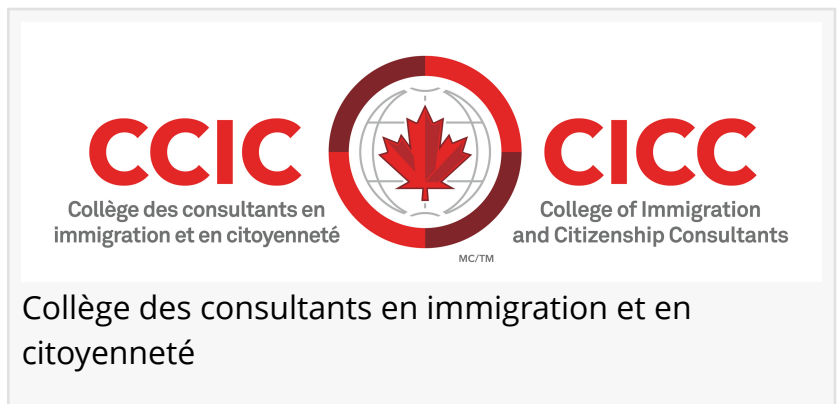 CCIC
Collège des consultants en
immigration et en citoyenneté
CICC
College of Immigration
and Citizenship Consultants
MC/TM
Collège des consultants en immigration et en
citoyenneté